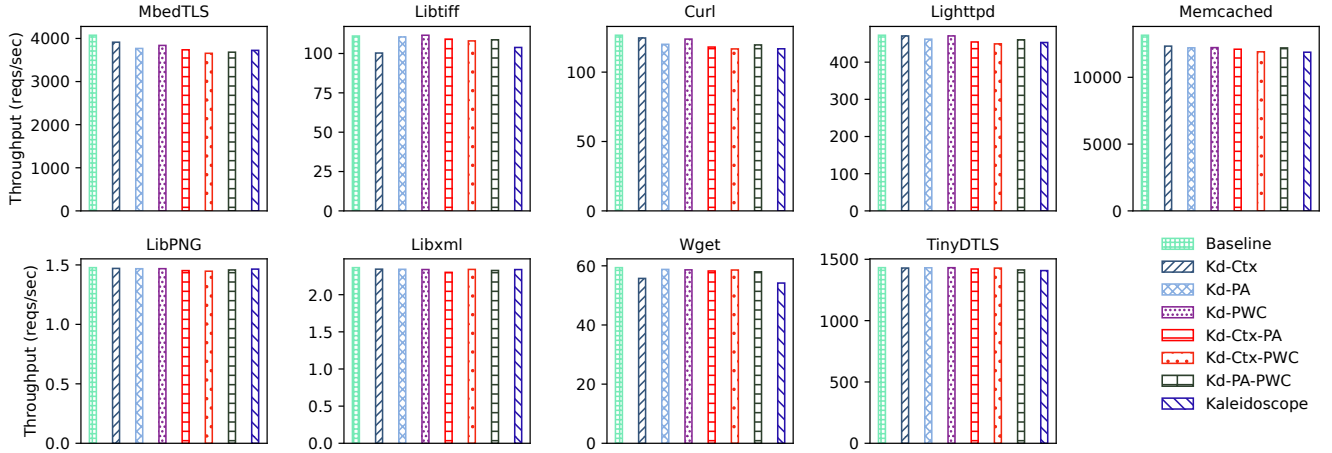 MbedTLS
Throughput (reqs/sec)
4000
3000
2000
1000
0
Libtiff
100
75
50
25
0
Curl
100
50
0
Lighttpd
400
300
200
100
0
Memcached
10000
5000
0
LibPNG
Throughput (reqs/sec)
1.5
1.0
0.5
0.0
Libxml
2.0
1.5
1.0
0.5
0.0
Wget
60
40
20
0
TinyDTLS
1500
1000
500
0
Baseline
Kd-Ctx
Kd-PA
Kd-PWC
Kd-Ctx-PA
Kd-Ctx-PWC
Kd-PA-PWC
Kaleidoscope